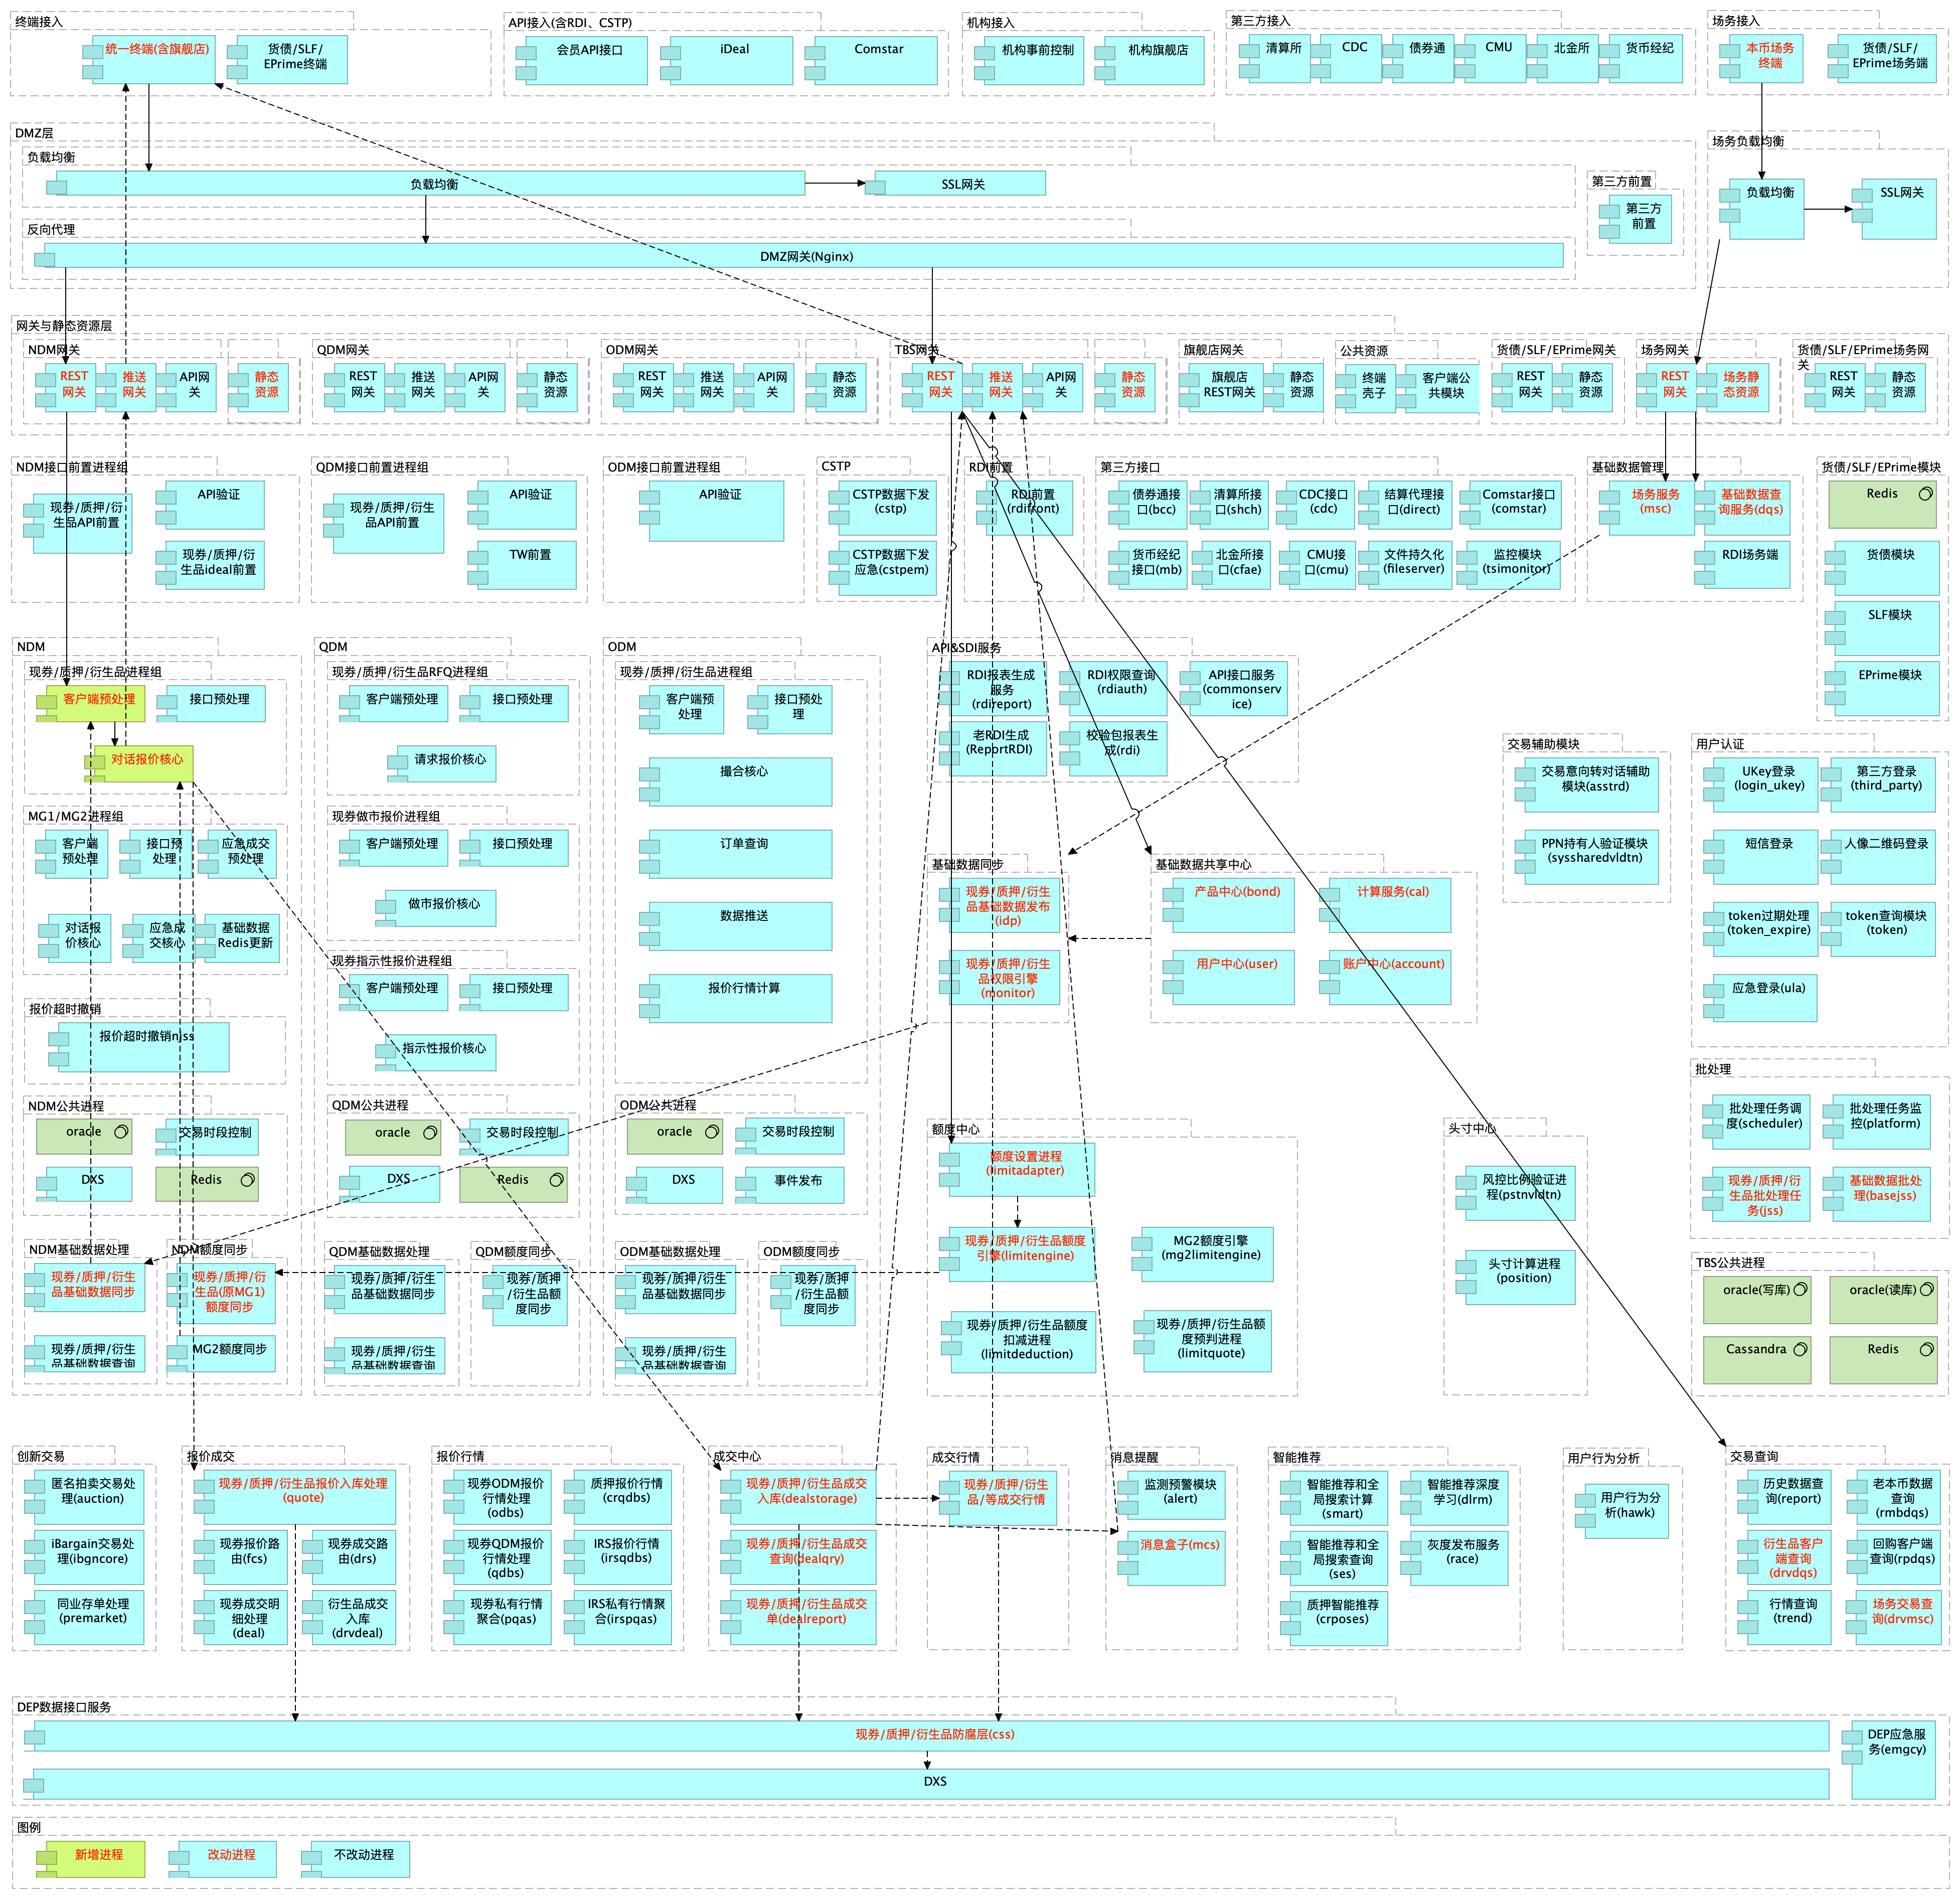 终端接入
统一终端(含旗舰店)
货债/SLF/
EPrime终端
API接入(含RDI、CSTP)
会员API接口
iDeal
Comstar
机构接入
机构事前控制
机构旗舰店
第三方接入
清算所
CDC
债券通
CMU
北金所
货币经纪
场务接入
本币场务
终端
货债/SLF/
EPrime场务端
DMZ层
负载均衡
负载均衡
SSL网关
反向代理
DMZ网关(Nginx)
第三方前置
第三方
前置
场务负载均衡
负载均衡
SSL网关
网关与静态资源层
NDM网关
REST
网关
推送
网关
API网
关
静态
资源
QDM网关
REST
网关
推送
网关
API网
关
静态
资源
ODM网关
REST
网关
推送
网关
API网
关
静态
资源
TBS网关
REST
网关
推送
网关
API网
关
静态
资源
旗舰店网关
旗舰店
REST网关
静态
资源
公共资源
终端
壳子
客户端公
共模块
货债/SLF/EPrime网关
REST
网关
静态
资源
场务网关
REST
网关
场务静
态资源
货债/SLF/EPrime场务网
关
REST
网关
静态
资源
NDM接口前置进程组
现券/质押/衍
生品API前置
API验证
现券/质押/衍
生品ideal前置
QDM接口前置进程组
现券/质押/衍生
品API前置
API验证
TW前置
ODM接口前置进程组
API验证
CSTP
CSTP数据下发
(cstp)
CSTP数据下发
应急(cstpem)
RDI前置
RDI前置
(rdifront)
第三方接口
债券通接
口(bcc)
清算所接
口(shch)
CDC接口
(cdc)
结算代理接
口(direct)
Comstar接口
(comstar)
货币经纪
接口(mb)
北金所接
口(cfae)
CMU接
口(cmu)
文件持久化
(fileserver)
监控模块
(tsimonitor)
基础数据管理
场务服务
(msc)
基础数据查
询服务(dqs)
RDI场务端
货债/SLF/EPrime模块
Redis
货债模块
SLF模块
EPrime模块
NDM
现券/质押/衍生品进程组
客户端预处理
接口预处理
对话报价核心
MG1/MG2进程组
客户端
预处理
接口预
处理
应急成交
预处理
对话报
价核心
应急成
交核心
基础数据
Redis更新
报价超时撤销
报价超时撤销njss
NDM公共进程
oracle
交易时段控制
DXS
Redis
NDM基础数据处理
现券/质押/衍生
品基础数据同步
现券/质押/衍生
品基础数据查询
NDM额度同步
现券/质押/衍
生品(原MG1)
额度同步
MG2额度同步
QDM
现券/质押/衍生品RFQ进程组
客户端预处理
接口预处理
请求报价核心
现券做市报价进程组
客户端预处理
接口预处理
做市报价核心
现券指示性报价进程组
客户端预处理
接口预处理
指示性报价核心
QDM公共进程
oracle
交易时段控制
DXS
Redis
QDM基础数据处理
现券/质押/衍生
品基础数据同步
现券/质押/衍生
品基础数据查询
QDM额度同步
现券/质押
/衍生品额
度同步
ODM
现券/质押/衍生品进程组
客户端预
处理
接口预处
理
撮合核心
订单查询
数据推送
报价行情计算
ODM公共进程
oracle
交易时段控制
DXS
事件发布
ODM基础数据处理
现券/质押/衍生
品基础数据同步
现券/质押/衍生
品基础数据查询
ODM额度同步
现券/质押
/衍生品额
度同步
API&SDI服务
RDI报表生成
服务
(rdireport)
RDI权限查询
(rdiauth)
API接口服务
(commonserv
ice)
老RDI生成
(ReportRDI)
校验包报表生
成(rdi)
基础数据同步
现券/质押/衍生
品基础数据发布
(idp)
现券/质押/衍生
品权限引擎
(monitor)
基础数据共享中心
产品中心(bond)
计算服务(cal)
用户中心(user)
账户中心(account)
额度中心
额度设置进程
(limitadapter)
现券/质押/衍生品额度
引擎(limitengine)
MG2额度引擎
(mg2limitengine)
现券/质押/衍生品额度
扣减进程
(limitdeduction)
现券/质押/衍生品额
度预判进程
(limitquote)
交易辅助模块
交易意向转对话辅助
模块(asstrd)
PPN持有人验证模块
(syssharedvldtn)
头寸中心
风控比例验证进
程(pstnvldtn)
头寸计算进程
(position)
用户认证
UKey登录
(login_ukey)
第三方登录
(third_party)
短信登录
人像二维码登录
token过期处理
(token_expire)
token查询模块
(token)
应急登录(ula)
批处理
批处理任务调
度(scheduler)
批处理任务监
控(platform)
现券/质押/衍
生品批处理任
务(jss)
基础数据批处
理(basejss)
TBS公共进程
oracle(写库)
oracle(读库)
Cassandra
Redis
创新交易
匿名拍卖交易处
理(auction)
iBargain交易处
理(ibgncore)
同业存单处理
(premarket)
报价成交
现券/质押/衍生品报价入库处理
(quote)
现券报价路
由(fcs)
现券成交路
由(drs)
现券成交明
细处理
(deal)
衍生品成交
入库
(drvdeal)
报价行情
现券ODM报价
行情处理
(odbs)
质押报价行情
(crqdbs)
现券QDM报价
行情处理
(qdbs)
IRS报价行情
(irsqdbs)
现券私有行情
聚合(pqas)
IRS私有行情聚
合(irspqas)
成交中心
现券/质押/衍生品成交
入库(dealstorage)
现券/质押/衍生品成交
查询(dealqry)
现券/质押/衍生品成交
单(dealreport)
成交行情
现券/质押/衍生
品/等成交行情
消息提醒
监测预警模块
(alert)
消息盒子(mcs)
智能推荐
智能推荐和全
局搜索计算
(smart)
智能推荐深度
学习(dlrm)
智能推荐和全
局搜索查询
(ses)
灰度发布服务
(race)
质押智能推荐
(crposes)
用户行为分析
用户行为分
析(hawk)
交易查询
历史数据查
询(report)
老本币数据
查询
(rmbdqs)
衍生品客户
端查询
(drvdqs)
回购客户端
查询(rpdqs)
行情查询
(trend)
场务交易查
询(drvmsc)
DEP数据接口服务
现券/质押/衍生品防腐层(css)
DXS
DEP应急服
务(emgcy)
图例
新增进程
改动进程
不改动进程